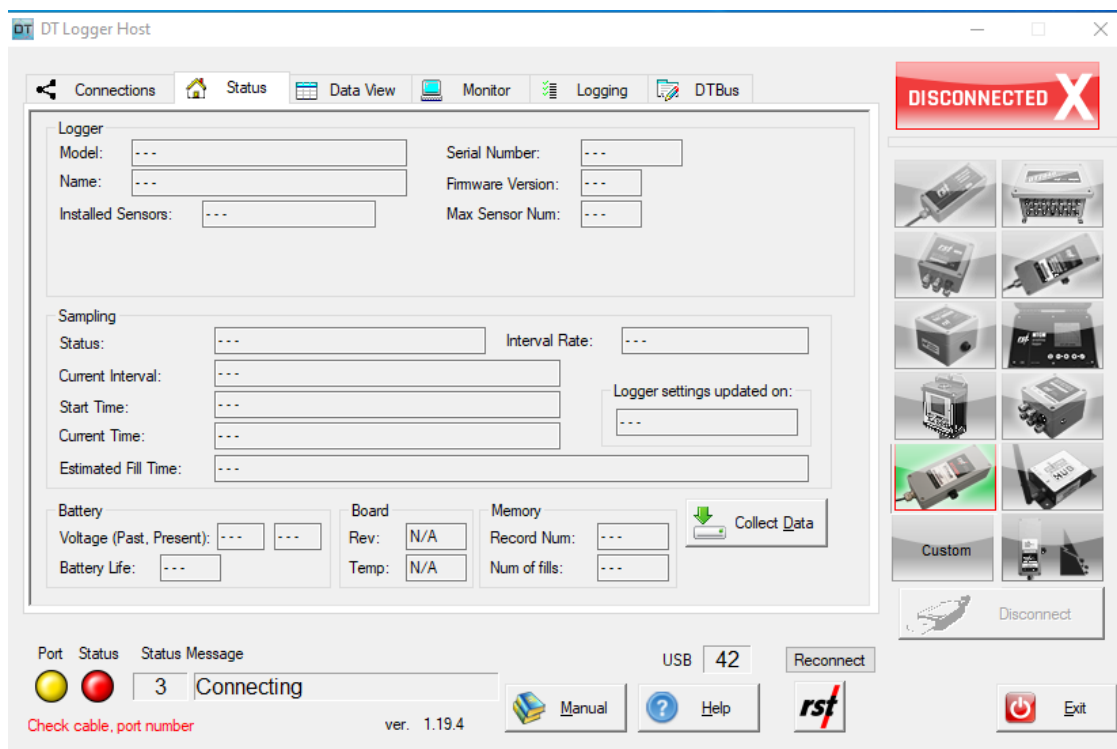 DT DT Logger Host
Connections Status Data View Monitor Logging DTBus
DISCONNECTED X
Logger
Model: ---
Serial Number: ---
Name: ---
Firmware Version: ---
Installed Sensors: ---
Max Sensor Num: ---
Sampling
Status: ---
Interval Rate: ---
Current Interval: ---
Logger settings updated on:
---
Start Time: ---
Current Time: ---
Estimated Fill Time: ---
Battery
Voltage (Past, Present): --- ---
Battery Life: ---
Board
Rev: N/A
Temp: N/A
Memory
Record Num: ---
Num of fills: ---
Collect Data
Custom
Disconnect
Port Status Status Message
3 Connecting
USB 42
Reconnect
Check cable, port number
ver. 1.19.4
Manual
Help
rst
Exit